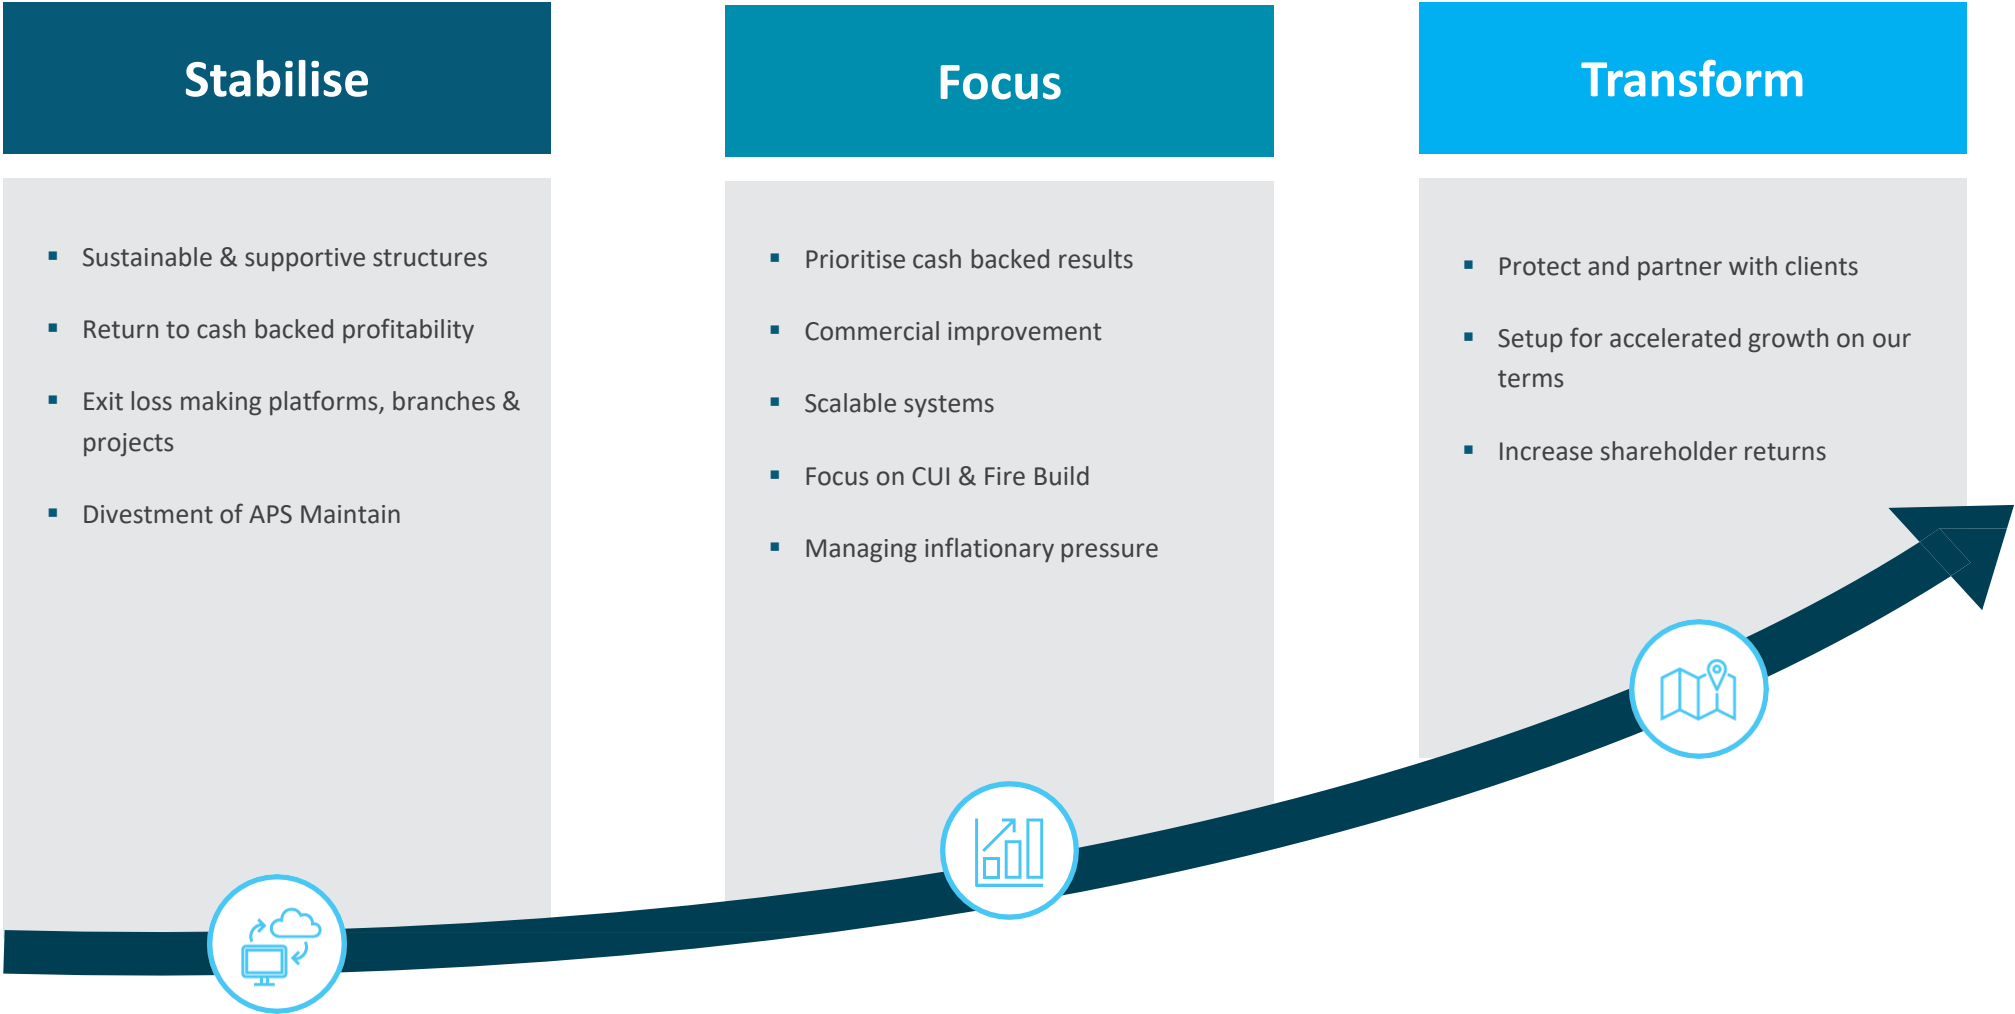 Stabilise
Sustainable & supportive structures
Return to cash backed profitability
Exit loss making platforms, branches &
projects
Divestment of APS Maintain
Focus
Prioritise cash backed results
Commercial improvement
Scalable systems
Focus on CUI & Fire Build
Managing inflationary pressure
Transform
Protect and partner with clients
Setup for accelerated growth on our
terms
Increase shareholder returns